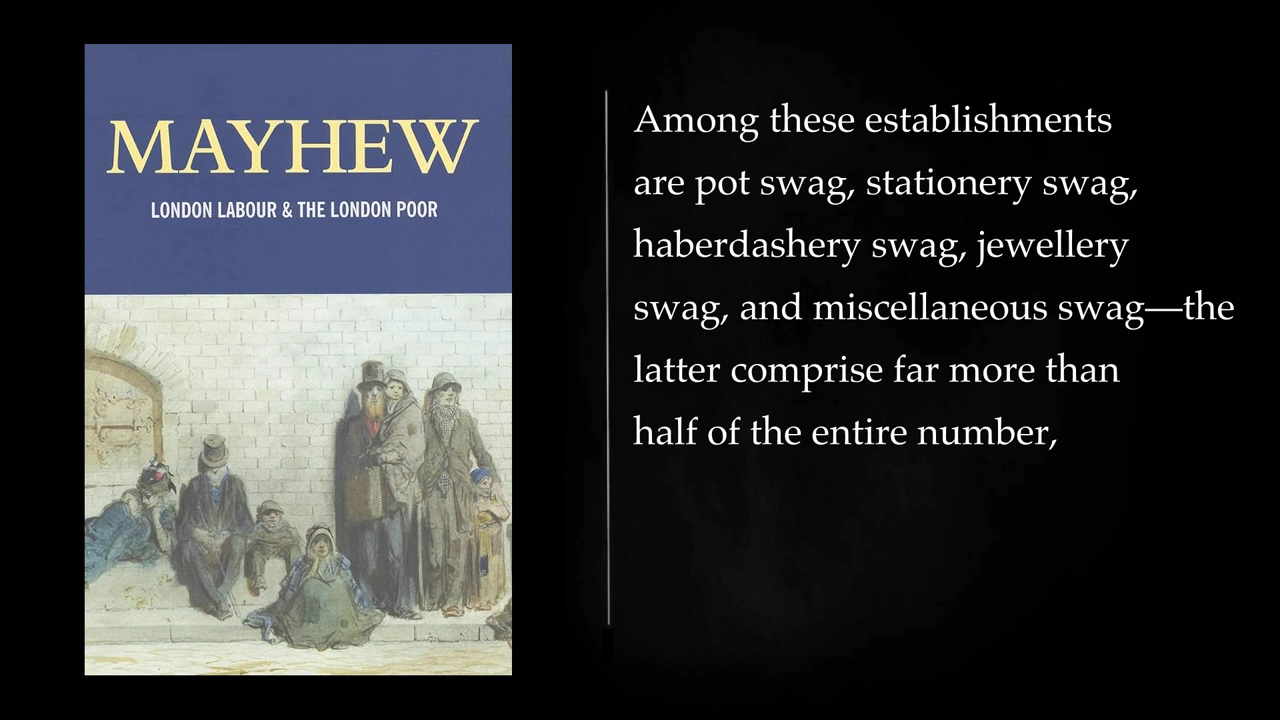 MAYHEW
LONDON LABOUR & THE LONDON POOR
Among these establishments
are pot swag, stationery swag,
haberdashery swag, jewellery
swag, and miscellaneous swag—the
latter comprise far more than
half of the entire number,